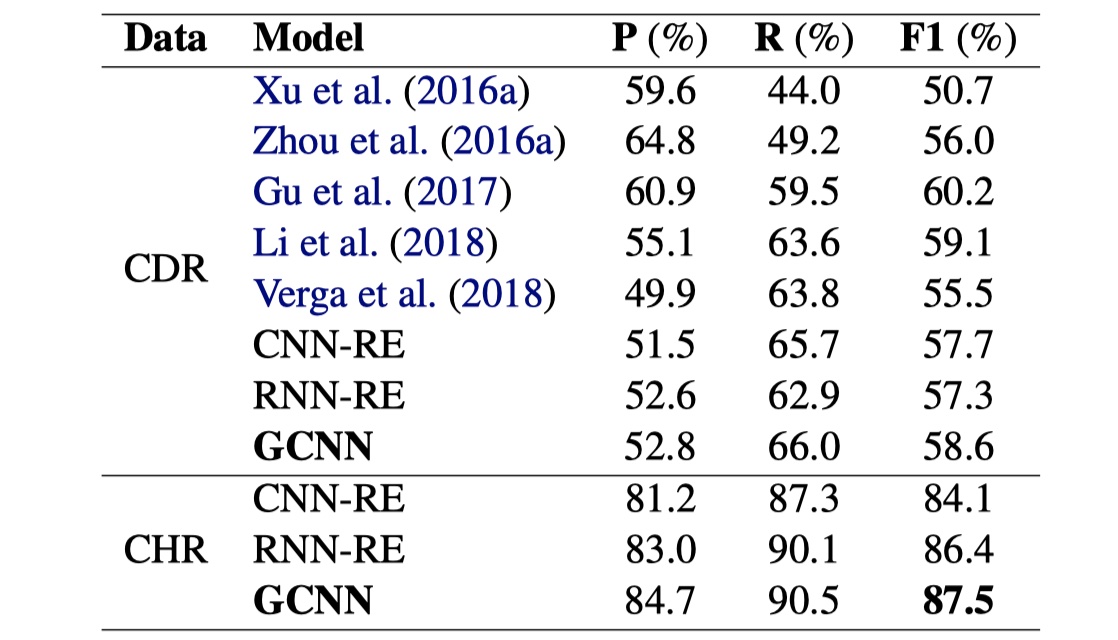 Data Model P (%) R (%) F1 (%)
Xu et al. (2016a) 59.6 44.0 50.7
Zhou et al. (2016a) 64.8 49.2 56.0
Gu et al. (2017) 60.9 59.5 60.2
Li et al. (2018) 55.1 63.6 59.1
CDR
Verga et al. (2018) 49.9 63.8 55.5
CNN-RE 51.5 65.7 57.7
RNN-RE 52.6 62.9 57.3
GCNN 52.8 66.0 58.6
CNN-RE 81.2 87.3 84.1
CHR RNN-RE 83.0 90.1 86.4
GCNN 84.7 90.5 87.5